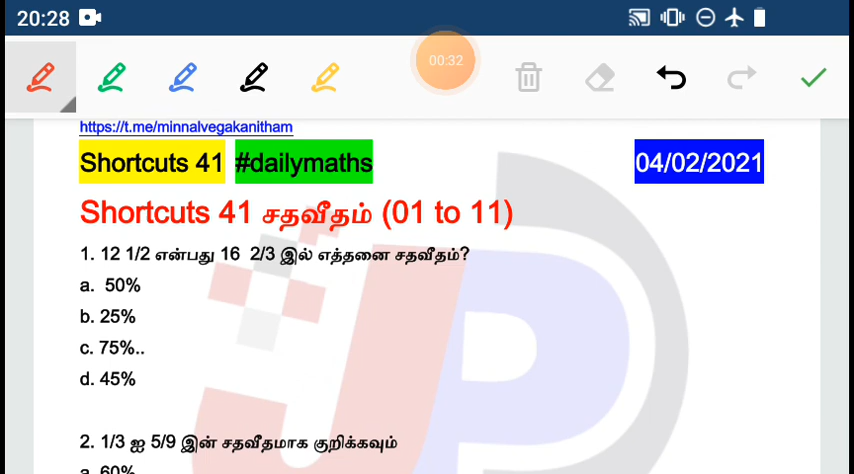 20:28
00:32
https://t.me/minnalvegakanitham
Shortcuts 41 #dailymaths 04/02/2021
Shortcuts 41 சதவீதம் (01 to 11)
1. 12 1/2 என்பது 16 2/3 இல் எத்தனை சதவீதம்?
a. 50%
b. 25%
c. 75%..
d. 45%
2. 1/3 ஐ 5/9 இன் சதவீதமாக குறிக்கவும்
a. 60%